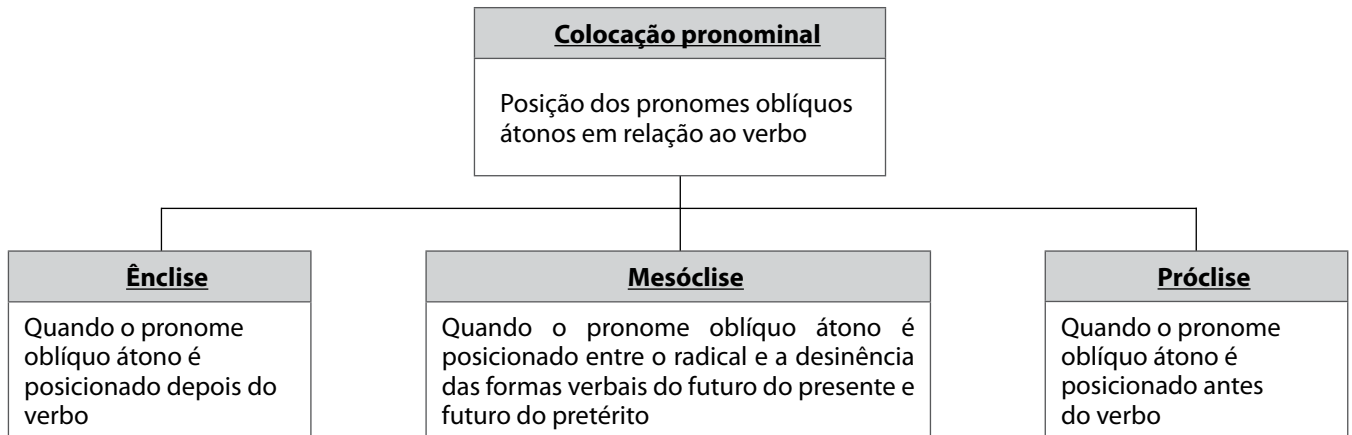 Colocação pronominal
Posição dos pronomes oblíquos
átonos em relação ao verbo
Ênclise
Quando o pronome
oblíquo átono é
posicionado depois do
verbo
Mesóclise
Quando o pronome oblíquo átono é
posicionado entre o radical e a desinência
das formas verbais do futuro do presente e
futuro do pretérito
Próclise
Quando o pronome
oblíquo átono é
posicionado antes
do verbo